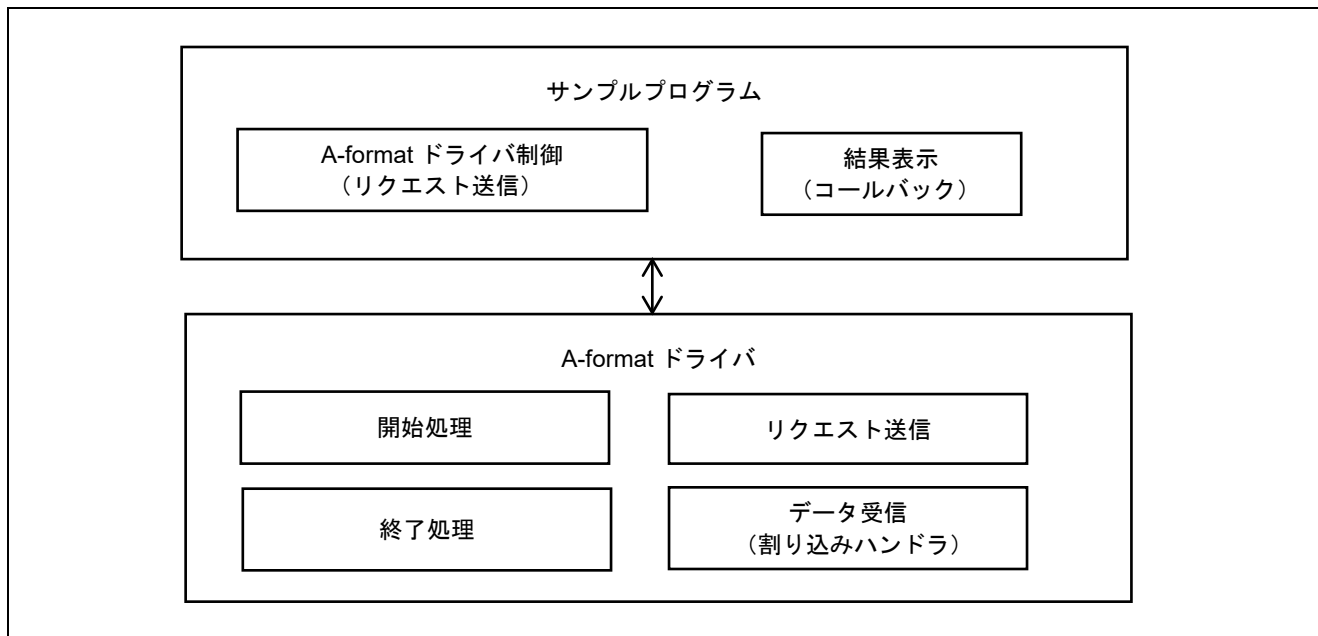 サンプルプログラム
A-format ドライバ制御
（リクエスト送信）
結果表示
（コールバック）
A-format ドライバ
開始処理
リクエスト送信
終了処理
データ受信
（割り込みハンドラ）